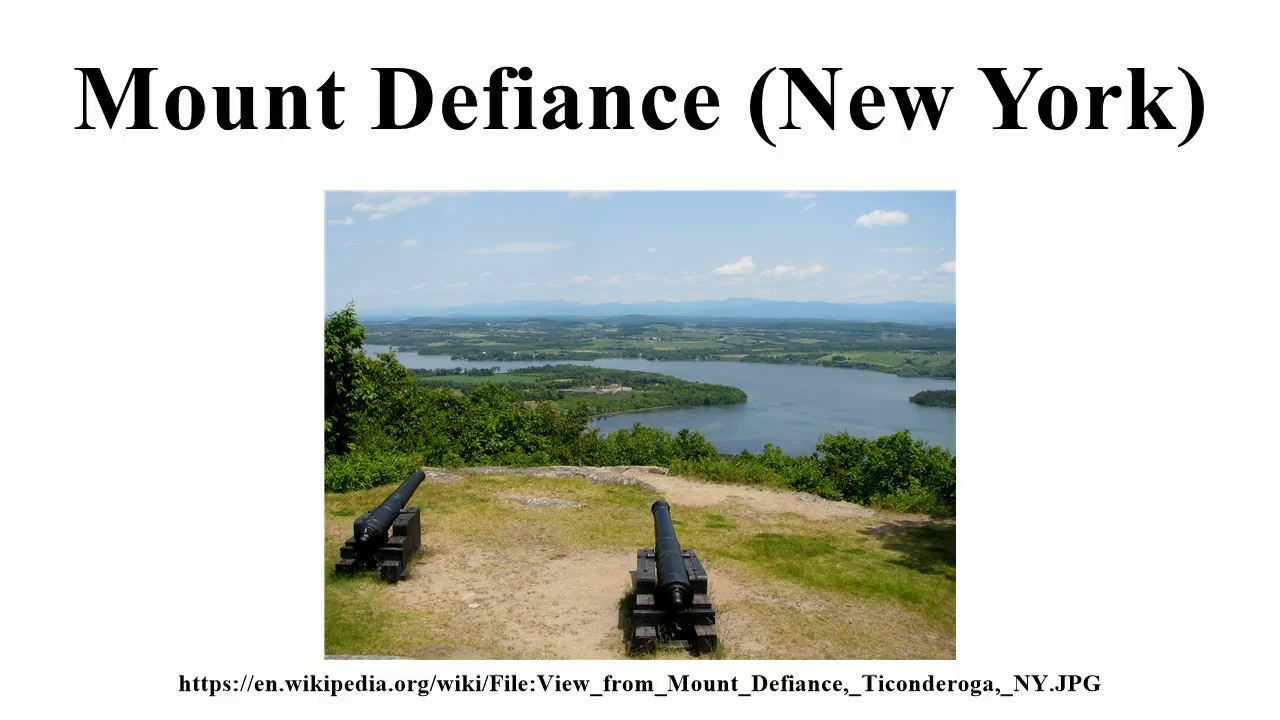 Mount Defiance (New York)
https://en.wikipedia.org/wiki/File:View_from_Mount_Defiance,_Ticonderoga,_NY.JPG